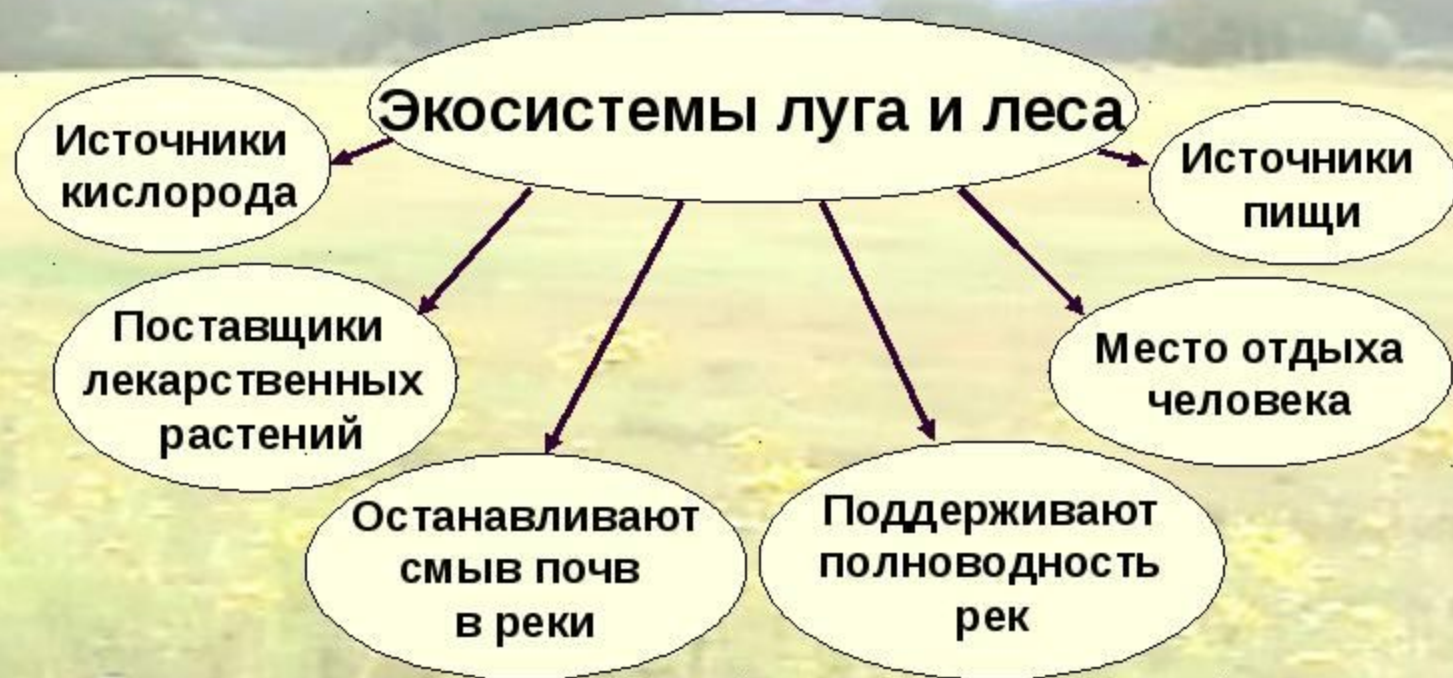 Экосистемы луга и леса
Источники
кислорода
Поставщики
лекарственных
растений
Останавливают
смыв почв
в реки
Поддерживают
полноводность
рек
Место отдыха
человека
Источники
пищи